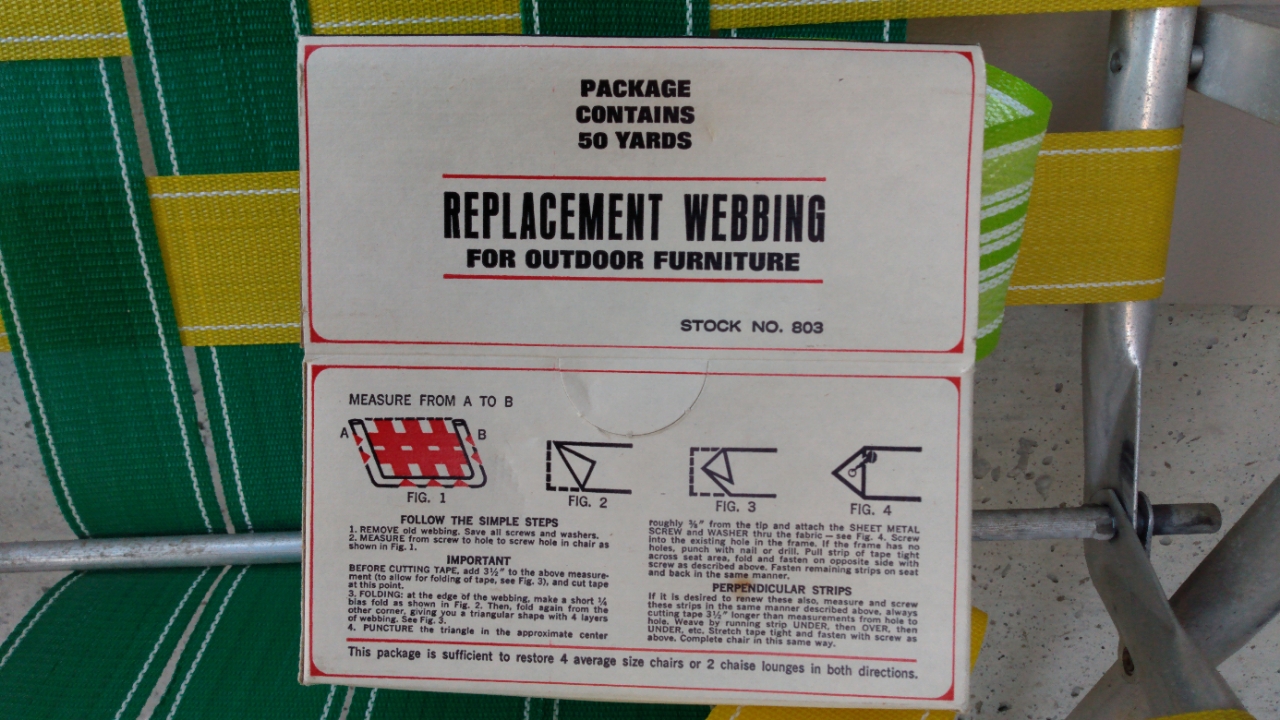 PACKAGE
CONTAINS
50 YARDS
REPLACEMENT WEBBING
FOR OUTDOOR FURNITURE
STOCK NO. 803
MEASURE FROM A TO B
A
B
FIG. 1
FIG. 2
FIG. 3
FIG. 4
FOLLOW THE SIMPLE STEPS
1. REMOVE old webbing. Save all screws and washers.
2. MEASURE from screw to hole to screw hole in chair as
shown in Fig. 1.
IMPORTANT
BEFORE CUTTING TAPE, add 3½" to the above measure-
ment (to allow for folding of tape, see Fig. 3), and cut tape
at this point.
3. FOLDING: at the edge of the webbing, make a short
bias fold as shown in Fig. 2. Then, fold again from the
other corner, giving you a triangular shape with 4 layers
of webbing. See Fig. 3.
4. PUNCTURE the triangle in the approximate center
roughly ⅜" from the tip and attach the SHEET METAL
SCREW and WASHER thru the fabric — see Fig. 4. Screw
into the existing hole in the frame. If the frame has no
holes, punch with nail or drill. Pull strip of tape tight
across seat area, fold and fasten on opposite side with
screw as described above. Fasten remaining strips on seat
and back in the same manner.
PERPENDICULAR STRIPS
If it is desired to renew these also, measure and screw
these strips in the same manner described above, always
cutting tape 3½" longer than measurements from hole to
hole. Weave by running strip UNDER, then OVER, then
UNDER, etc. Stretch tape tight and fasten with screw as
above. Complete chair in this same way.
This package is sufficient to restore 4 average size chairs or 2 chaise lounges in both directions.